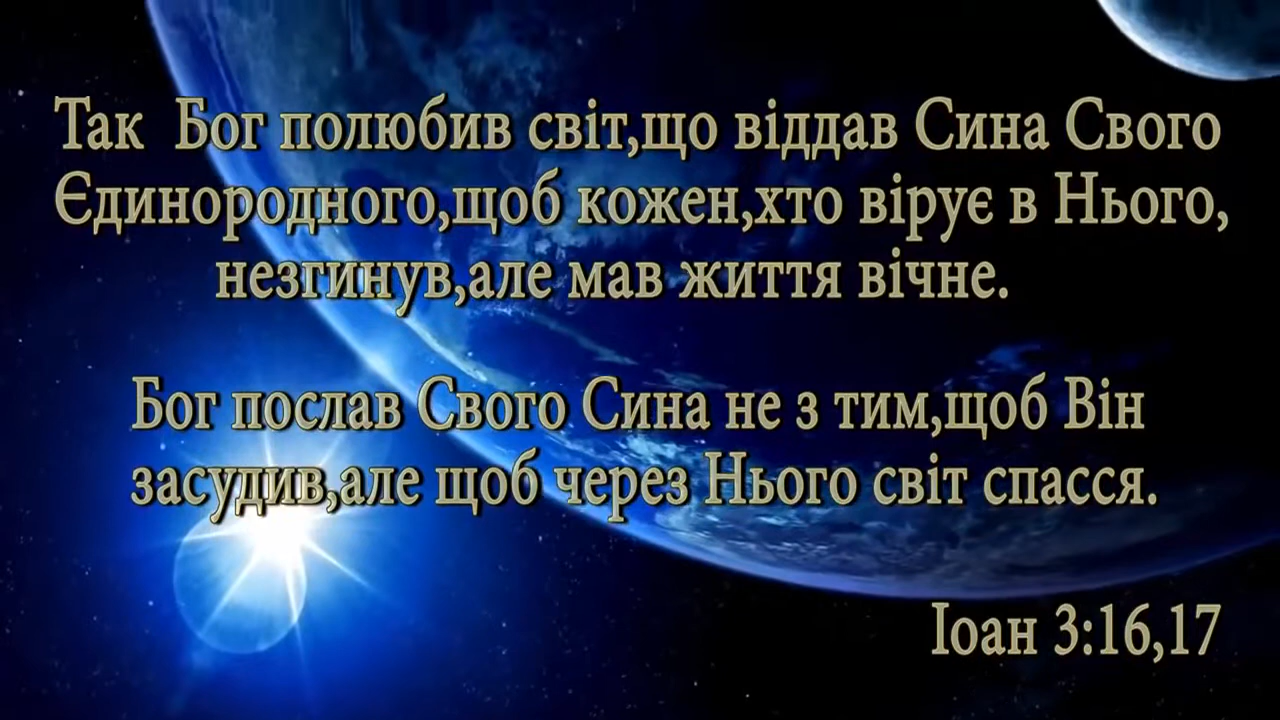 Так Бог полюбив світ,що віддав Сина Свого
Єдинородного,щоб кожен,хто вірує в Нього,
незгинув,але мав життя вічне.
Бог послав Свого Сина не з тим,щоб Він
засудив,але щоб через Нього світ спасся.
Іоан 3:16,17